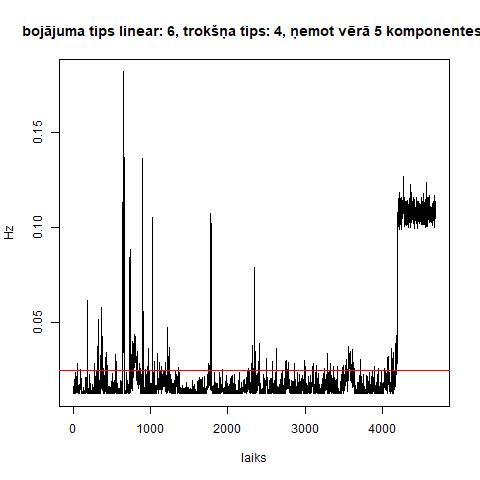 bojājuma tips linear: 6, trokšņa tips: 4, ņemot vērā 5 komponentes
0.15
0.10
0.05
Hz
0 1000 2000 3000 4000
laiks